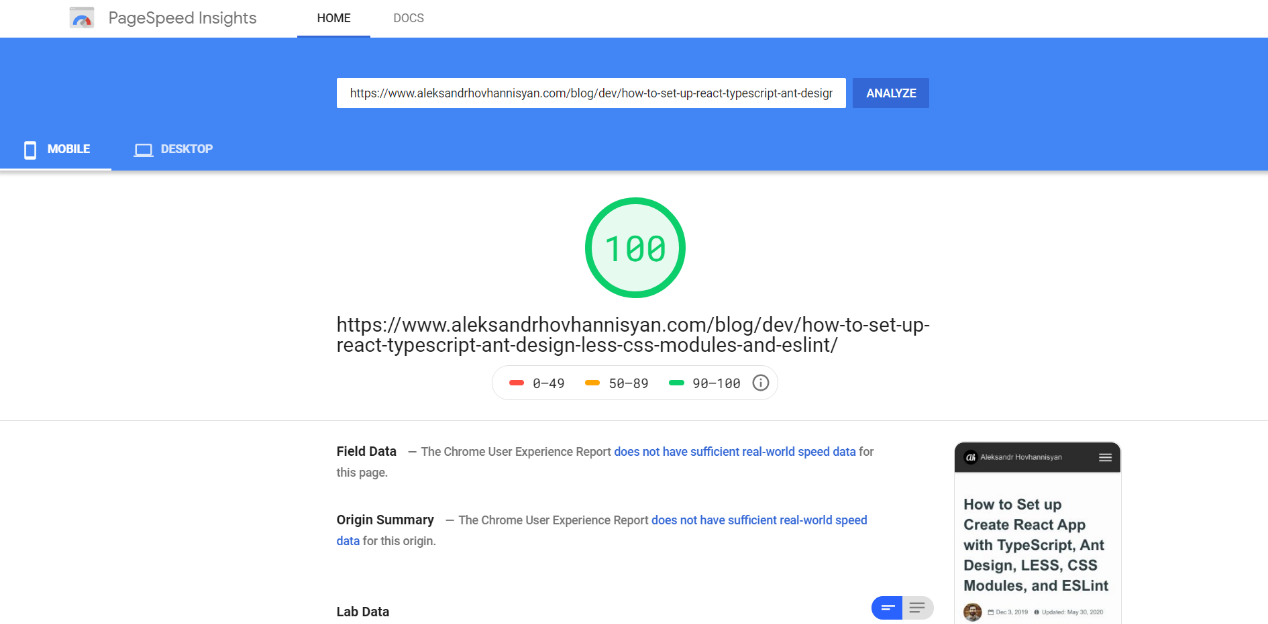 PageSpeed Insights
HOME
DOCS
https://www.aleksandrhovhannisyan.com/blog/dev/how-to-set-up-react-typescript-ant-desigr
ANALYZE
MOBILE
DESKTOP
100
https://www.aleksandrhovhannisyan.com/blog/dev/how-to-set-up-
react-typescript-ant-design-less-css-modules-and-eslint/
0–49
50–89
90–100
Field Data — The Chrome User Experience Report does not have sufficient real-world speed data for
this page.
Origin Summary — The Chrome User Experience Report does not have sufficient real-world speed
data for this origin.
Lab Data
Ah Aleksandr Hovhannisyan
How to Set up
Create React App
with TypeScript, Ant
Design, LESS, CSS
Modules, and ESLint
Dec 3, 2019 Updated: May 30, 2020